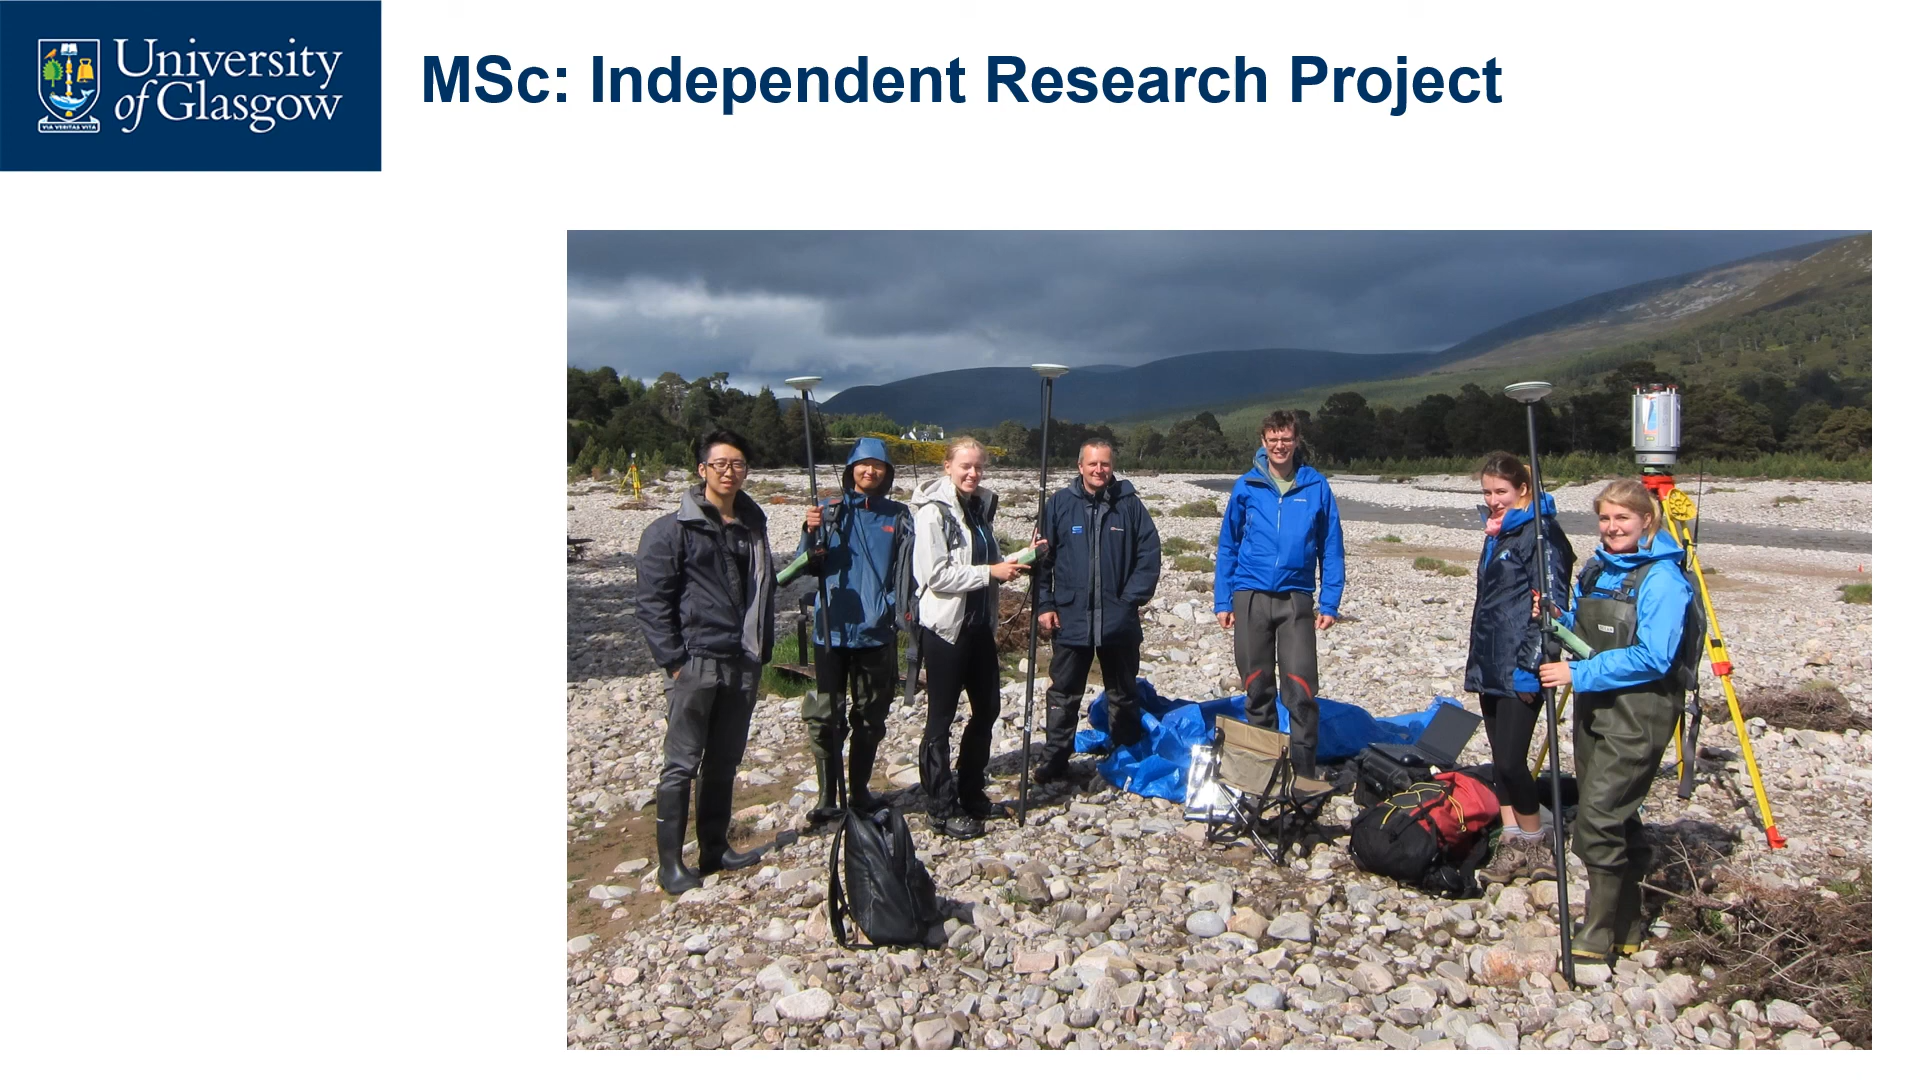 University
of Glasgow
VIA VERITAS VITA
MSc: Independent Research Project